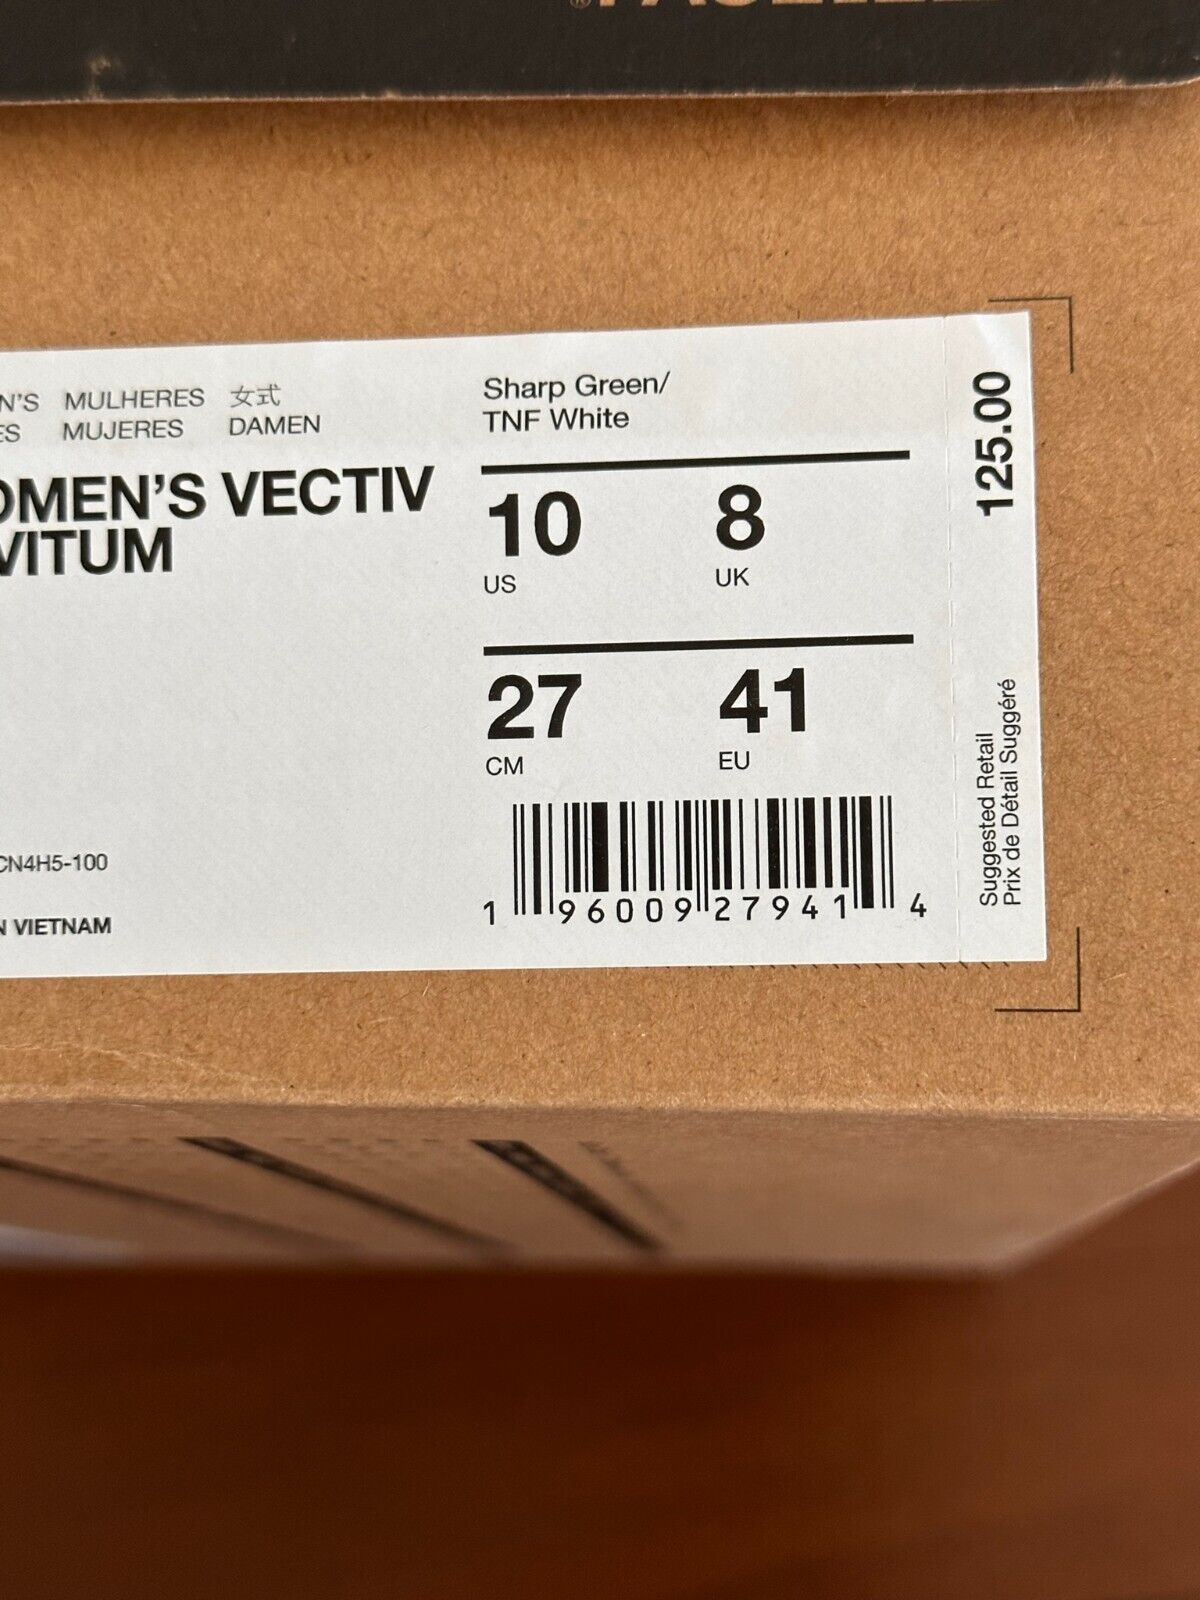 N'S MULHERES 女式
ES MUJERES DAMEN
OMEN'S VECTIV
VITUM
CN4H5-100
N VIETNAM
Sharp Green/
TNF White
10 8
US UK
27 41
CM EU
1 96009 27941 4
125.00
Suggested Retail
Prix de Détail Suggéré